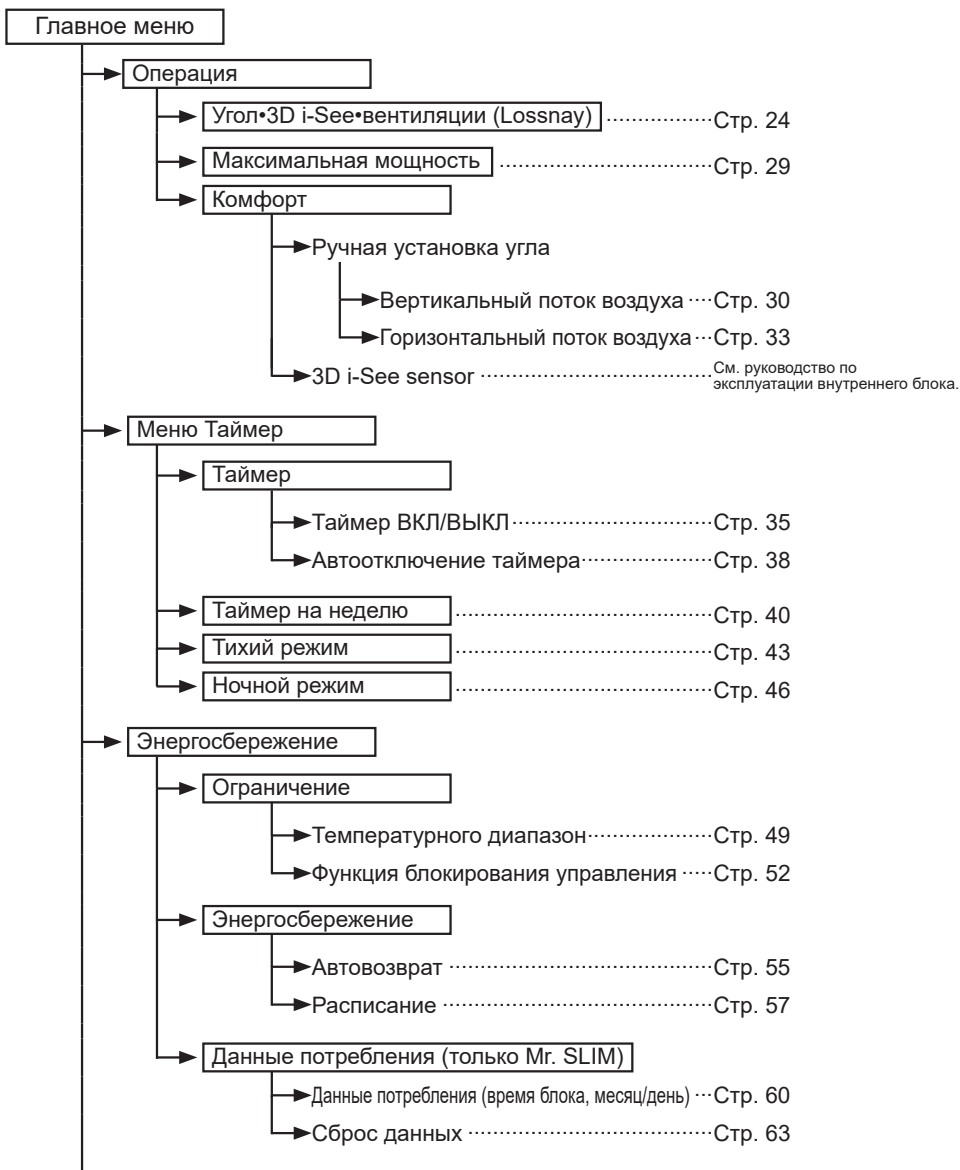 Главное меню
Операция
Угол•3D i-See•вентиляции (Lossnay) Стр. 24
Максимальная мощность Стр. 29
Комфорт
Ручная установка угла
Вертикальный поток воздуха Стр. 30
Горизонтальный поток воздуха Стр. 33
3D i-See sensor См. руководство по
эксплуатации внутреннего блока.
Меню Таймер
Таймер
Таймер ВКЛ/ВЫКЛ Стр. 35
Автоотключение таймера Стр. 38
Таймер на неделю Стр. 40
Тихий режим Стр. 43
Ночной режим Стр. 46
Энергосбережение
Ограничение
Температурного диапазон Стр. 49
Функция блокирования управления Стр. 52
Энергосбережение
Автовозврат Стр. 55
Расписание Стр. 57
Данные потребления (только Mr. SLIM)
Данные потребления (время блока, месяц/день) Стр. 60
Сброс данных Стр. 63